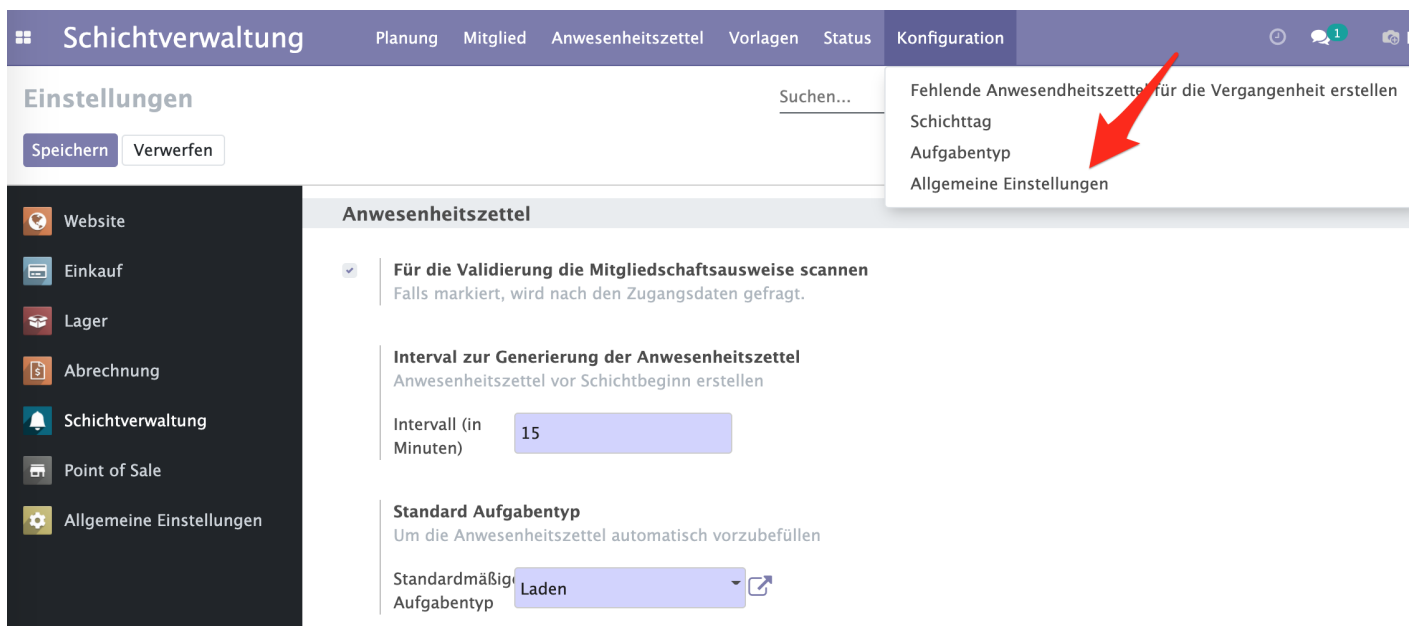 Schichtverwaltung Planung Mitglied Anwesenheitszettel Vorlagen Status Konfiguration 1
Einstellungen
Suchen...
Speichern Verwerfen
Fehlende Anwesendheitszettel für die Vergangenheit erstellen
Schichttag
Aufgabentyp
Allgemeine Einstellungen
Website
Einkauf
Lager
Abrechnung
Schichtverwaltung
Point of Sale
Allgemeine Einstellungen
Anwesenheitszettel
Für die Validierung die Mitgliedschaftsausweise scannen
Falls markiert, wird nach den Zugangsdaten gefragt.
Interval zur Generierung der Anwesenheitszettel
Anwesenheitszettel vor Schichtbeginn erstellen
Intervall (in
Minuten)
15
Standard Aufgabentyp
Um die Anwesenheitszettel automatisch vorzubefüllen
Standardmäßige
Aufgabentyp
Laden